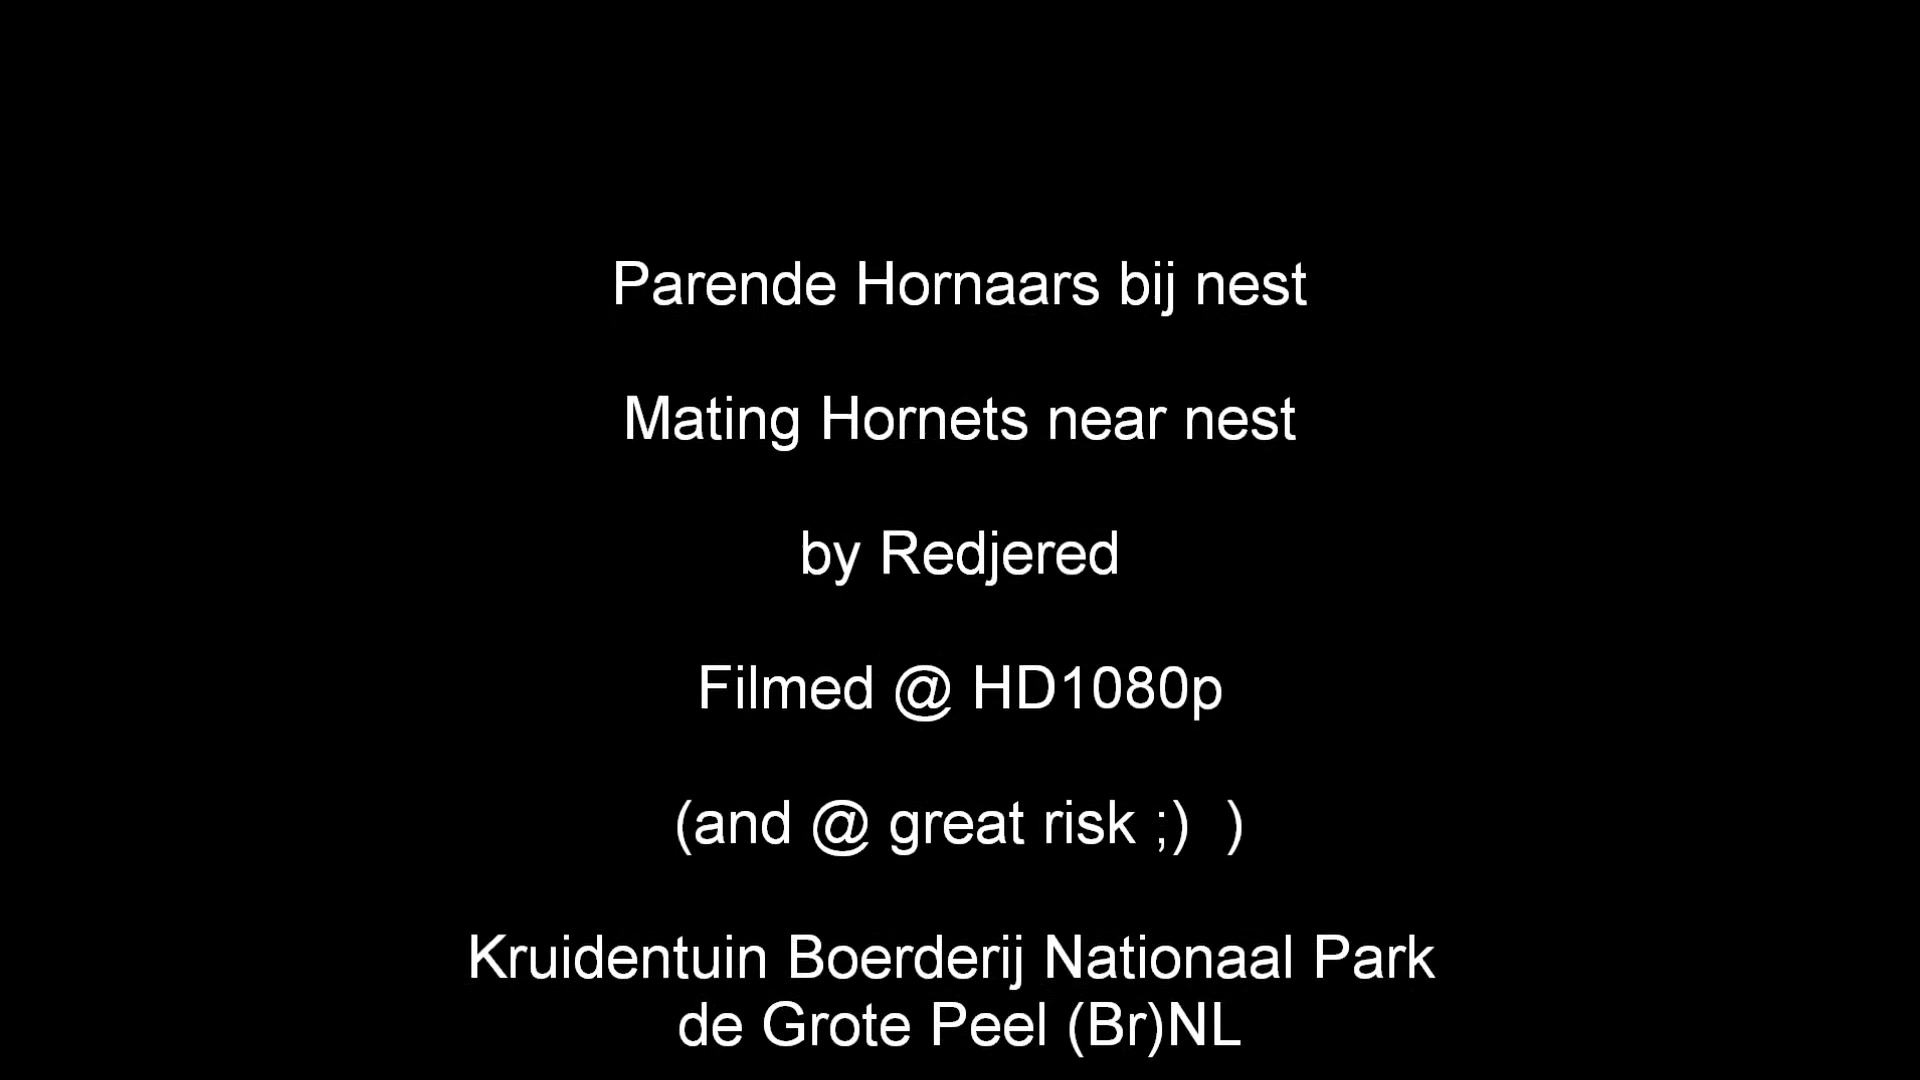 Parende Hornaars bij nest
Mating Hornets near nest
by Redjered
Filmed @ HD1080p
(and @ great risk ;)  )
Kruidentuin Boerderij Nationaal Park
de Grote Peel (Br)NL